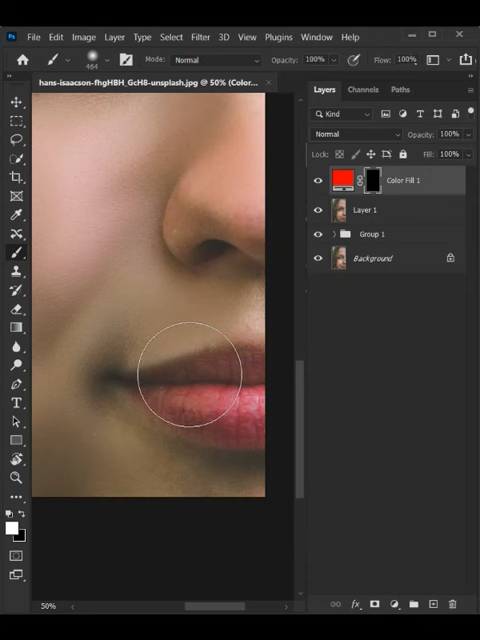 Ps File Edit Image Layer Type Select Filter 3D View Plugins Window Help
464 Mode: Normal Opacity: 100% Flow: 100%
hans-isaacson-fhgHBH_GcH8-unsplash.jpg @ 50% (Color...
Layers Channels Paths
Kind
Normal Opacity: 100%
Lock: Fill: 100%
Color Fill 1
Layer 1
Group 1
Background
T
50%
fx